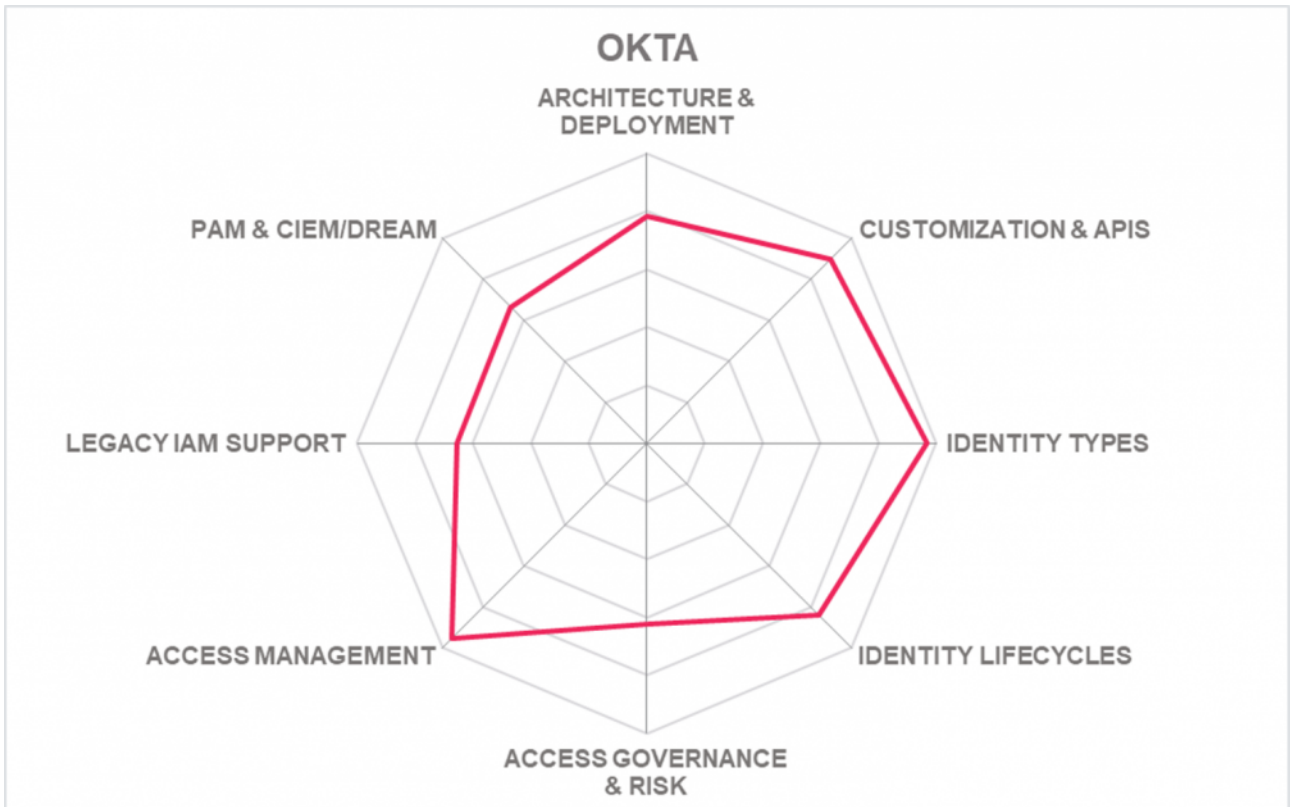 OKTA
ARCHITECTURE &
DEPLOYMENT
PAM & CIEM/DREAM
CUSTOMIZATION & APIS
LEGACY IAM SUPPORT
IDENTITY TYPES
ACCESS MANAGEMENT
IDENTITY LIFECYCLES
ACCESS GOVERNANCE
& RISK